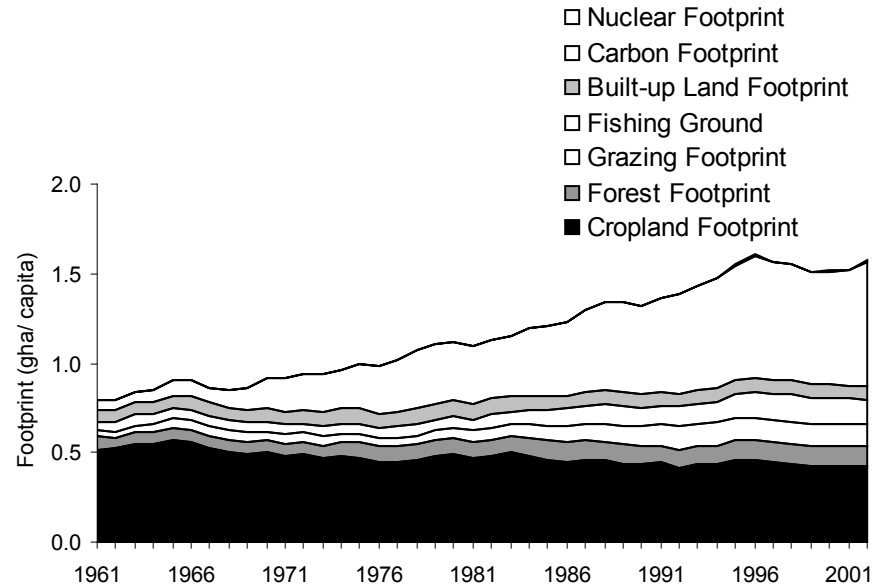 Nuclear Footprint
Carbon Footprint
Built-up Land Footprint
Fishing Ground
Grazing Footprint
Forest Footprint
Cropland Footprint
2.0
1.5
1.0
0.5
0.0
Footprint (gha/ capita)
1961 1966 1971 1976 1981 1986 1991 1996 2001